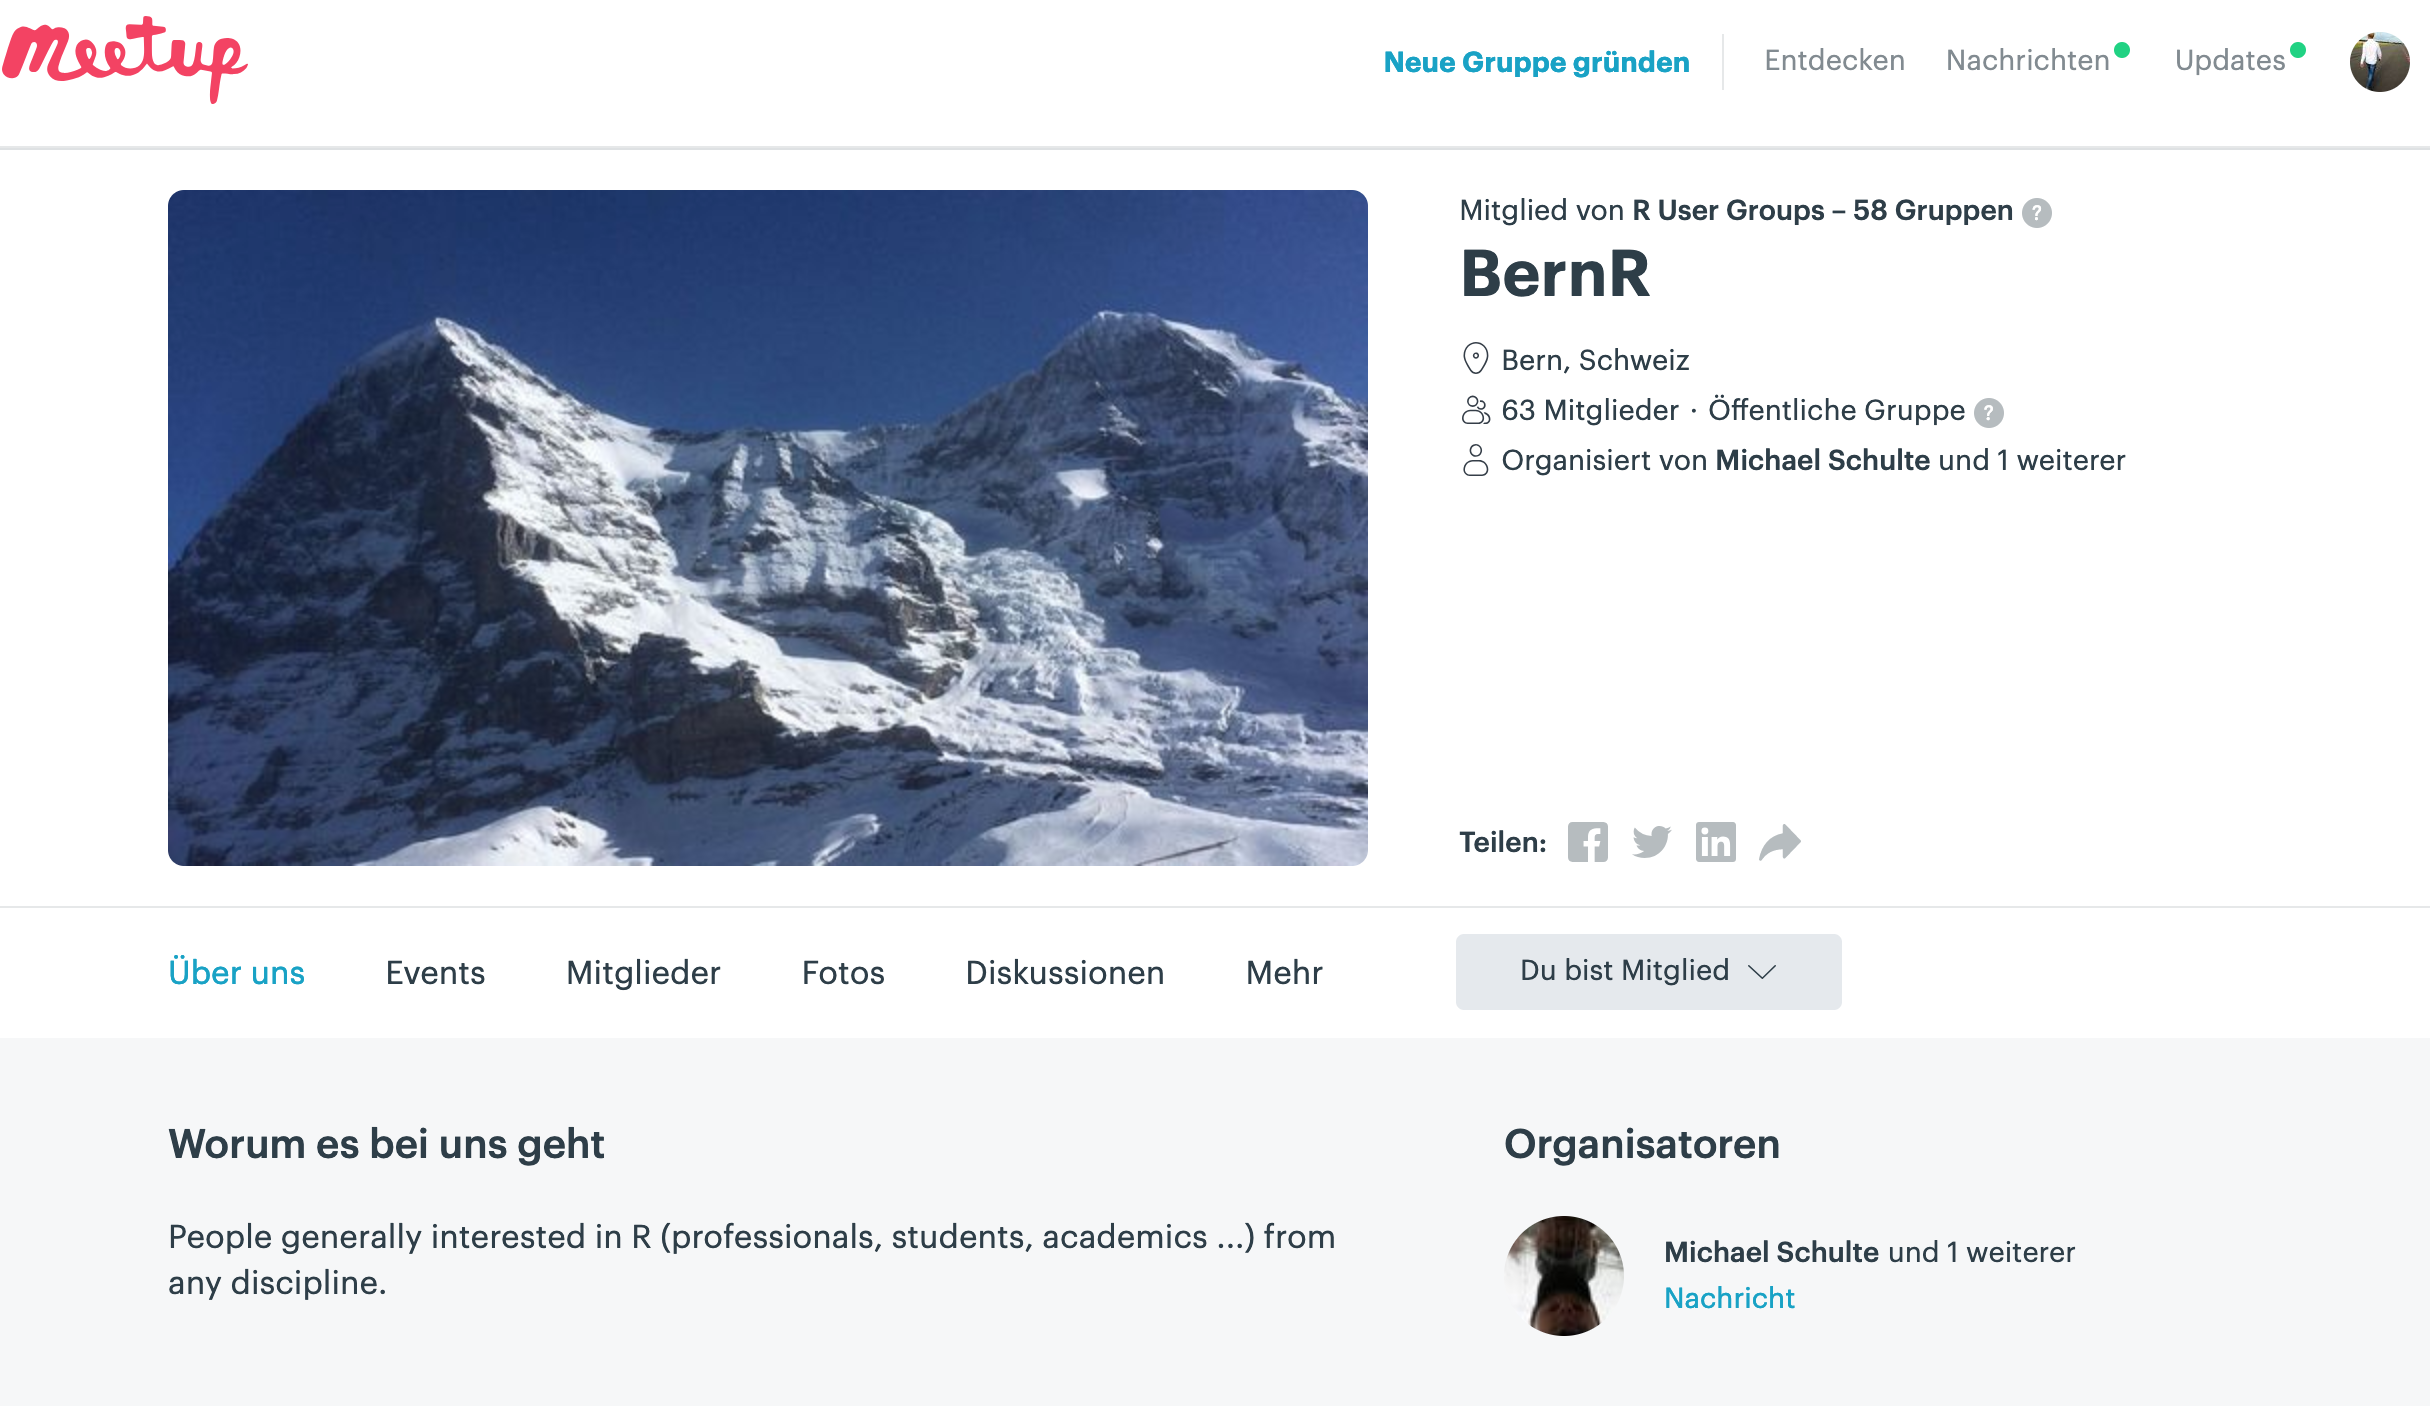 meetup
Neue Gruppe gründen
Entdecken
Nachrichten
Updates
Mitglied von R User Groups – 58 Gruppen ?
BernR
Bern, Schweiz
63 Mitglieder · Öffentliche Gruppe ?
Organisiert von Michael Schulte und 1 weiterer
Teilen: f in
Über uns
Events
Mitglieder
Fotos
Diskussionen
Mehr
Du bist Mitglied
Worum es bei uns geht
People generally interested in R (professionals, students, academics ...) from
any discipline.
Organisatoren
Michael Schulte und 1 weiterer
Nachricht